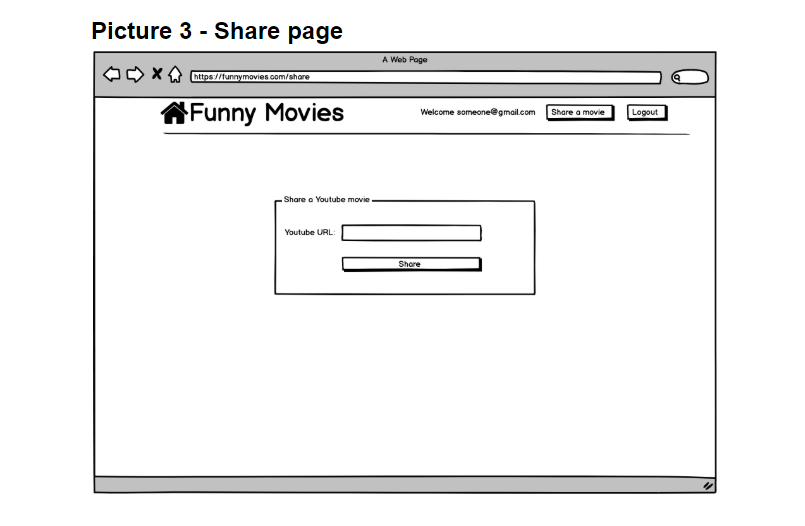 Picture 3 - Share page
A Web Page
https://funnymovies.com/share
Funny Movies
Welcome someone@gmail.com
Share a movie
Logout
Share a Youtube movie
Youtube URL:
Share